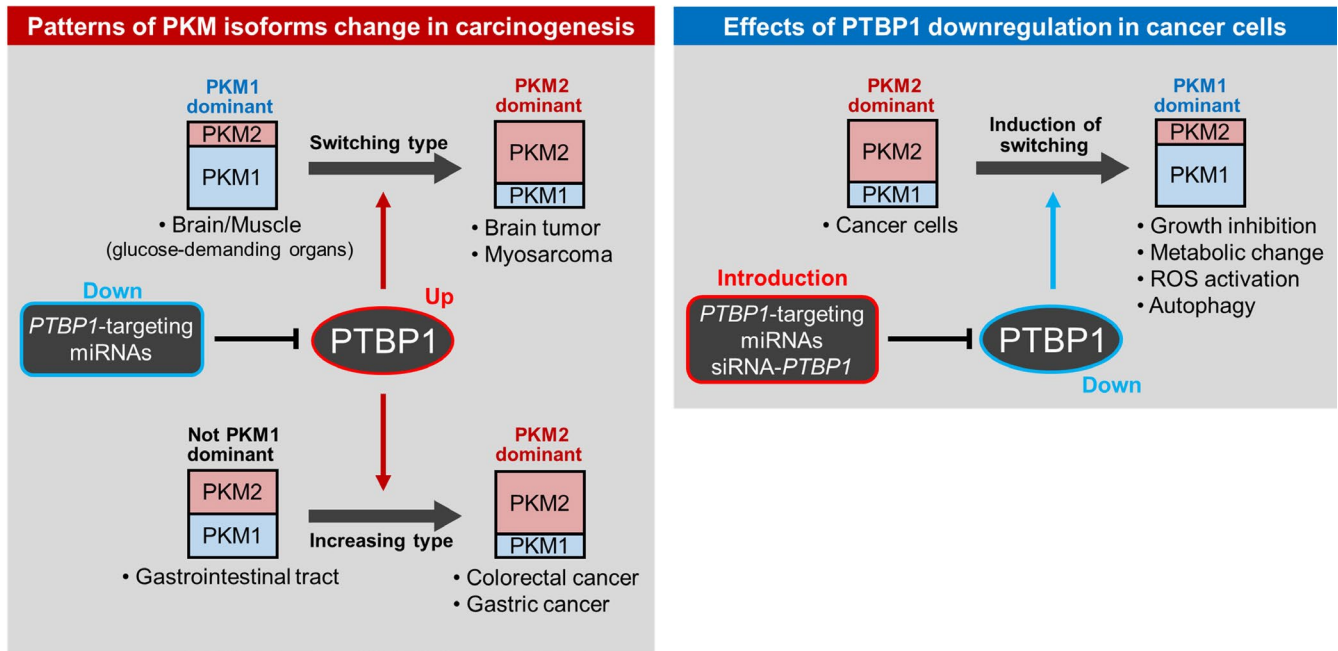 Patterns of PKM isoforms change in carcinogenesis
PKM1
dominant
PKM2
PKM1
Switching type
PKM2
dominant
PKM2
PKM1
• Brain/Muscle
(glucose-demanding organs)
• Brain tumor
• Myosarcoma
Down
PTBP1-targeting
miRNAs
Up
PTBP1
Not PKM1
dominant
PKM2
PKM1
Increasing type
PKM2
dominant
PKM2
PKM1
• Gastrointestinal tract
• Colorectal cancer
• Gastric cancer
Effects of PTBP1 downregulation in cancer cells
PKM2
dominant
PKM2
PKM1
Induction of
switching
PKM1
dominant
PKM2
PKM1
• Cancer cells
• Growth inhibition
• Metabolic change
• ROS activation
• Autophagy
Introduction
PTBP1-targeting
miRNAs
siRNA-PTBP1
PTBP1
Down